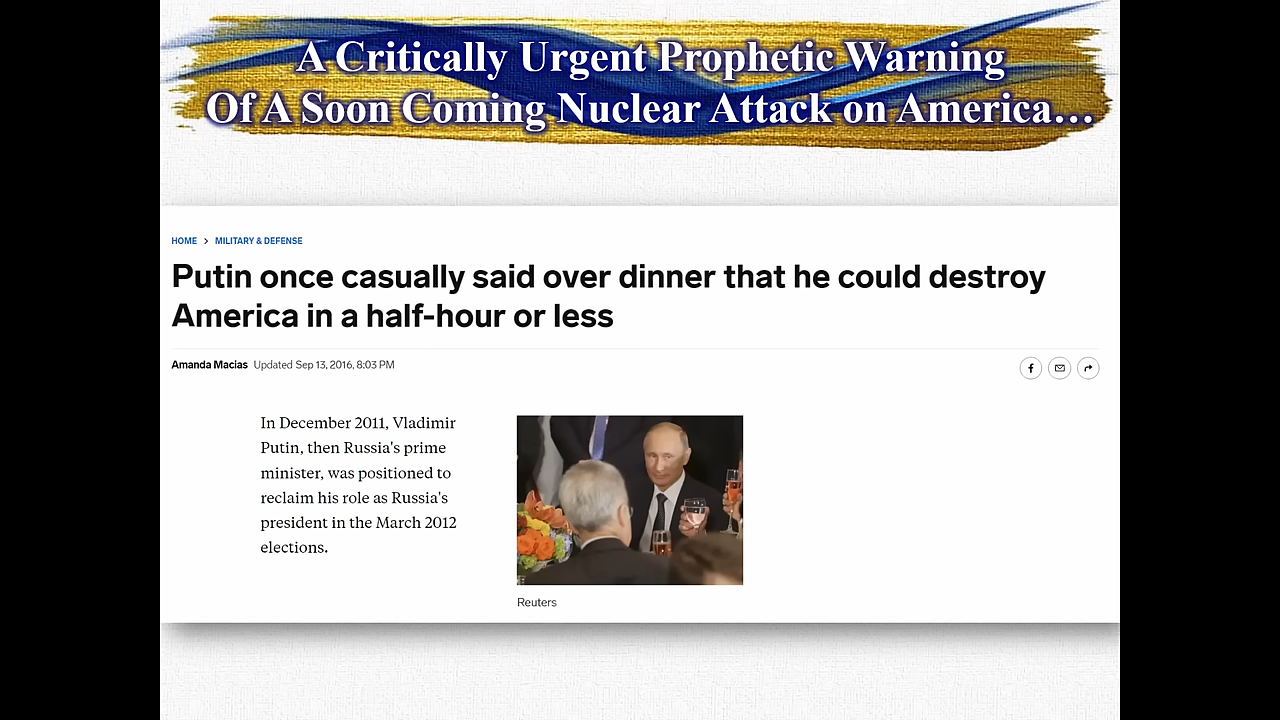 A Critically Urgent Prophetic Warning
Of A Soon Coming Nuclear Attack on America...
HOME > MILITARY & DEFENSE
Putin once casually said over dinner that he could destroy
America in a half-hour or less
Amanda Macias Updated Sep 13, 2016, 8:03 PM
In December 2011, Vladimir
Putin, then Russia's prime
minister, was positioned to
reclaim his role as Russia's
president in the March 2012
elections.
Reuters